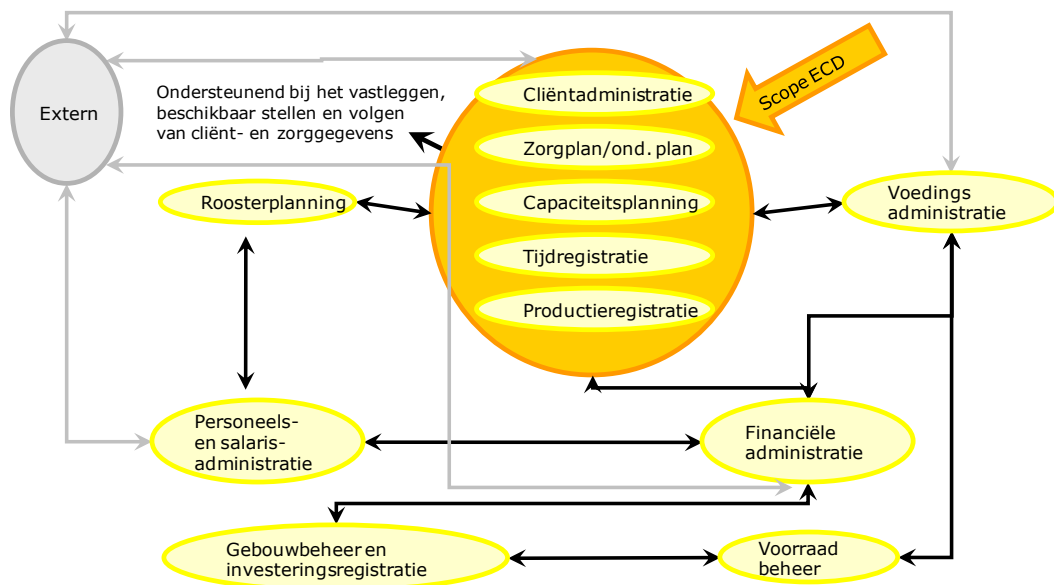 Extern
Ondersteunend bij het vastleggen,
beschikbaar stellen en volgen
van cliënt- en zorggegevens
Scope ECD
Cliëntadministratie
Zorgplan/ond. plan
Capaciteitsplanning
Tijdregistratie
Productieregistratie
Roosterplanning
Voedings
administratie
Personeels-
en salaris-
administratie
Financiële
administratie
Gebouwbeheer en
investeringsregistratie
Voorraad
beheer